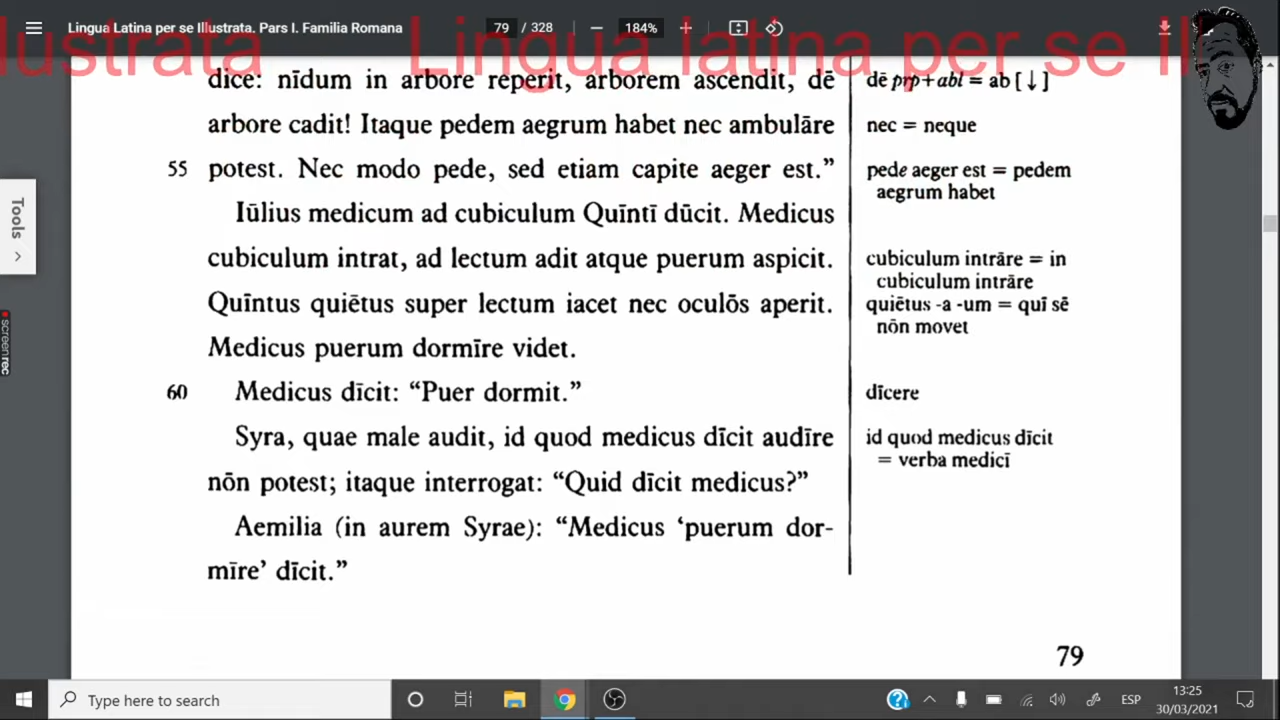 Lingua Latina per se Illustrata. Pars I. Familia Romana 79 / 328 184%
lustrata Lingua latina per se Il
dice: nīdum in arbore reperit, arborem ascendit, dē
arbore cadit! Itaque pedem aegrum habet nec ambulāre
55 potest. Nec modo pede, sed etiam capite aeger est.”
Iūlius medicum ad cubiculum Quīntī dūcit. Medicus
cubiculum intrat, ad lectum adit atque puerum aspicit.
Quīntus quiētus super lectum iacet nec oculōs aperit.
Medicus puerum dormīre videt.
60 Medicus dīcit: “Puer dormit.”
Syra, quae male audit, id quod medicus dīcit audīre
nōn potest; itaque interrogat: “Quid dīcit medicus?”
Aemilia (in aurem Syrae): “Medicus ‘puerum dor-
mīre’ dīcit.”
dē prp+abl = ab [↓]
nec = neque
pede aeger est = pedem
aegrum habet
cubiculum intrāre = in
cubiculum intrāre
quiētus -a -um = quī sē
nōn movet
dīcere
id quod medicus dīcit
= verba medicī
79
Tools
screenrec
Type here to search
ESP
13:25
30/03/2021